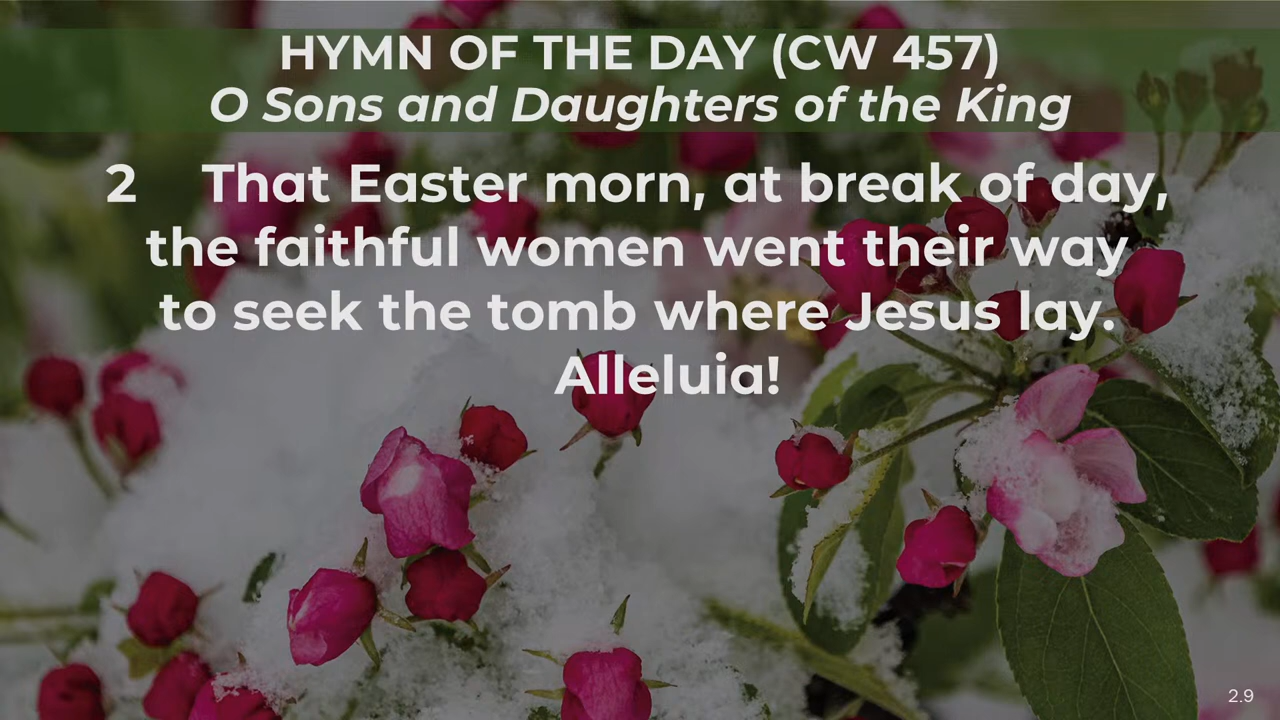 HYMN OF THE DAY (CW 457)
O Sons and Daughters of the King
2 That Easter morn, at break of day,
the faithful women went their way
to seek the tomb where Jesus lay.
Alleluia!
2.9